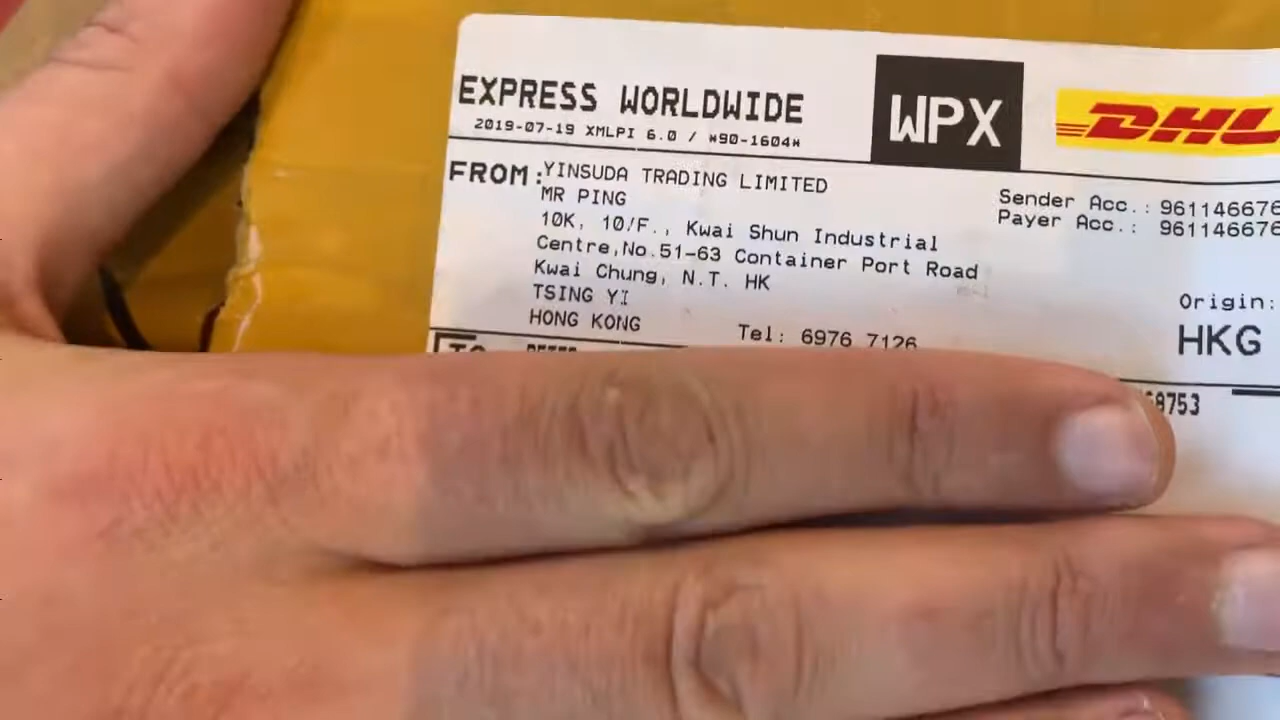 EXPRESS WORLDWIDE
2019-07-19 XMLPI 6.0 / *90-1604*
WPX
DHL
FROM: YINSUDA TRADING LIMITED
MR PING
10K, 10/F., Kwai Shun Industrial
Centre,No.51-63 Container Port Road
Kwai Chung, N.T. HK
TSING YI
HONG KONG
Tel: 6976 7126
Sender Acc.: 961146676
Payer Acc.: 961146676
Origin:
HKG
TO
8753